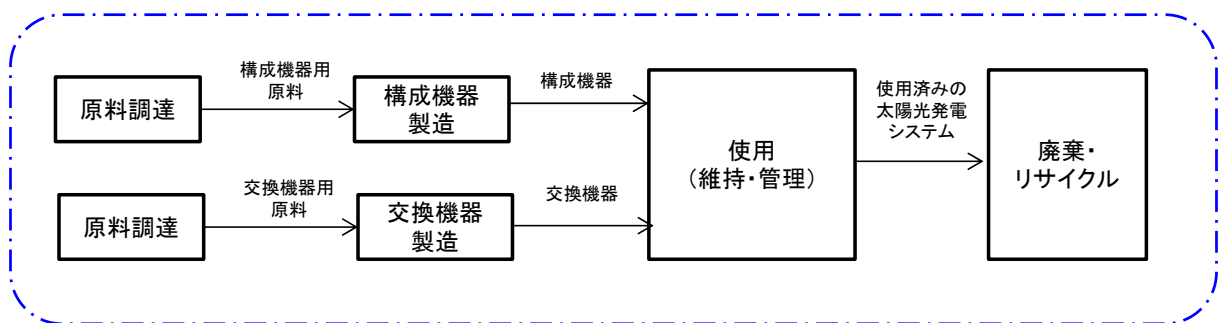 構成機器用
原料
原料調達
構成機器
製造
構成機器
使用
（維持・管理）
使用済みの
太陽光発電
システム
廃棄・
リサイクル
交換機器用
原料
原料調達
交換機器
製造
交換機器